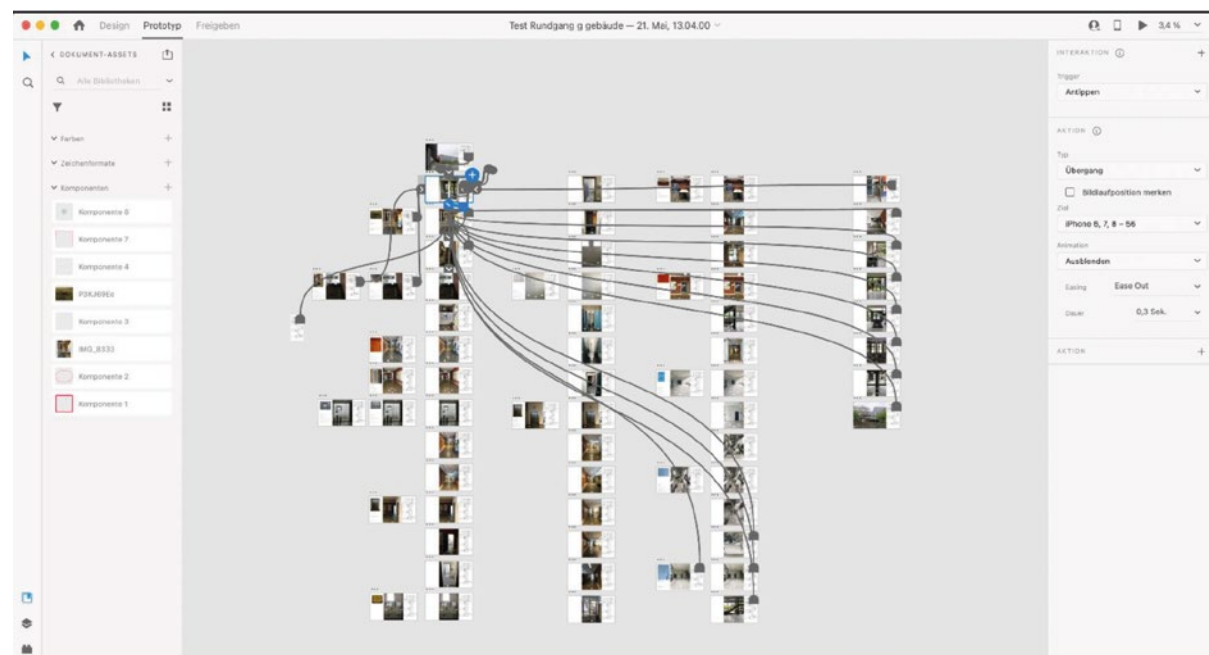 Design Prototyp Freigeben
Test Rundgang g gebäude — 21. Mai, 13.04.00
3,4 %
DOKUMENT-ASSETS
Alle Bibliotheken
Farben
Zeichenformate
Komponenten
Komponente 8
Komponente 7
Komponente 4
Komponente 3
IMG_8333
Komponente 2
Komponente 1
INTERAKTION
Trigger
Antippen
AKTION
Typ
Übergang
Bildlaufposition merken
Ziel
iPhone 6, 7, 8 – 56
Animation
Ausblenden
Easing Ease Out
Dauer 0,3 Sek.
AKTION